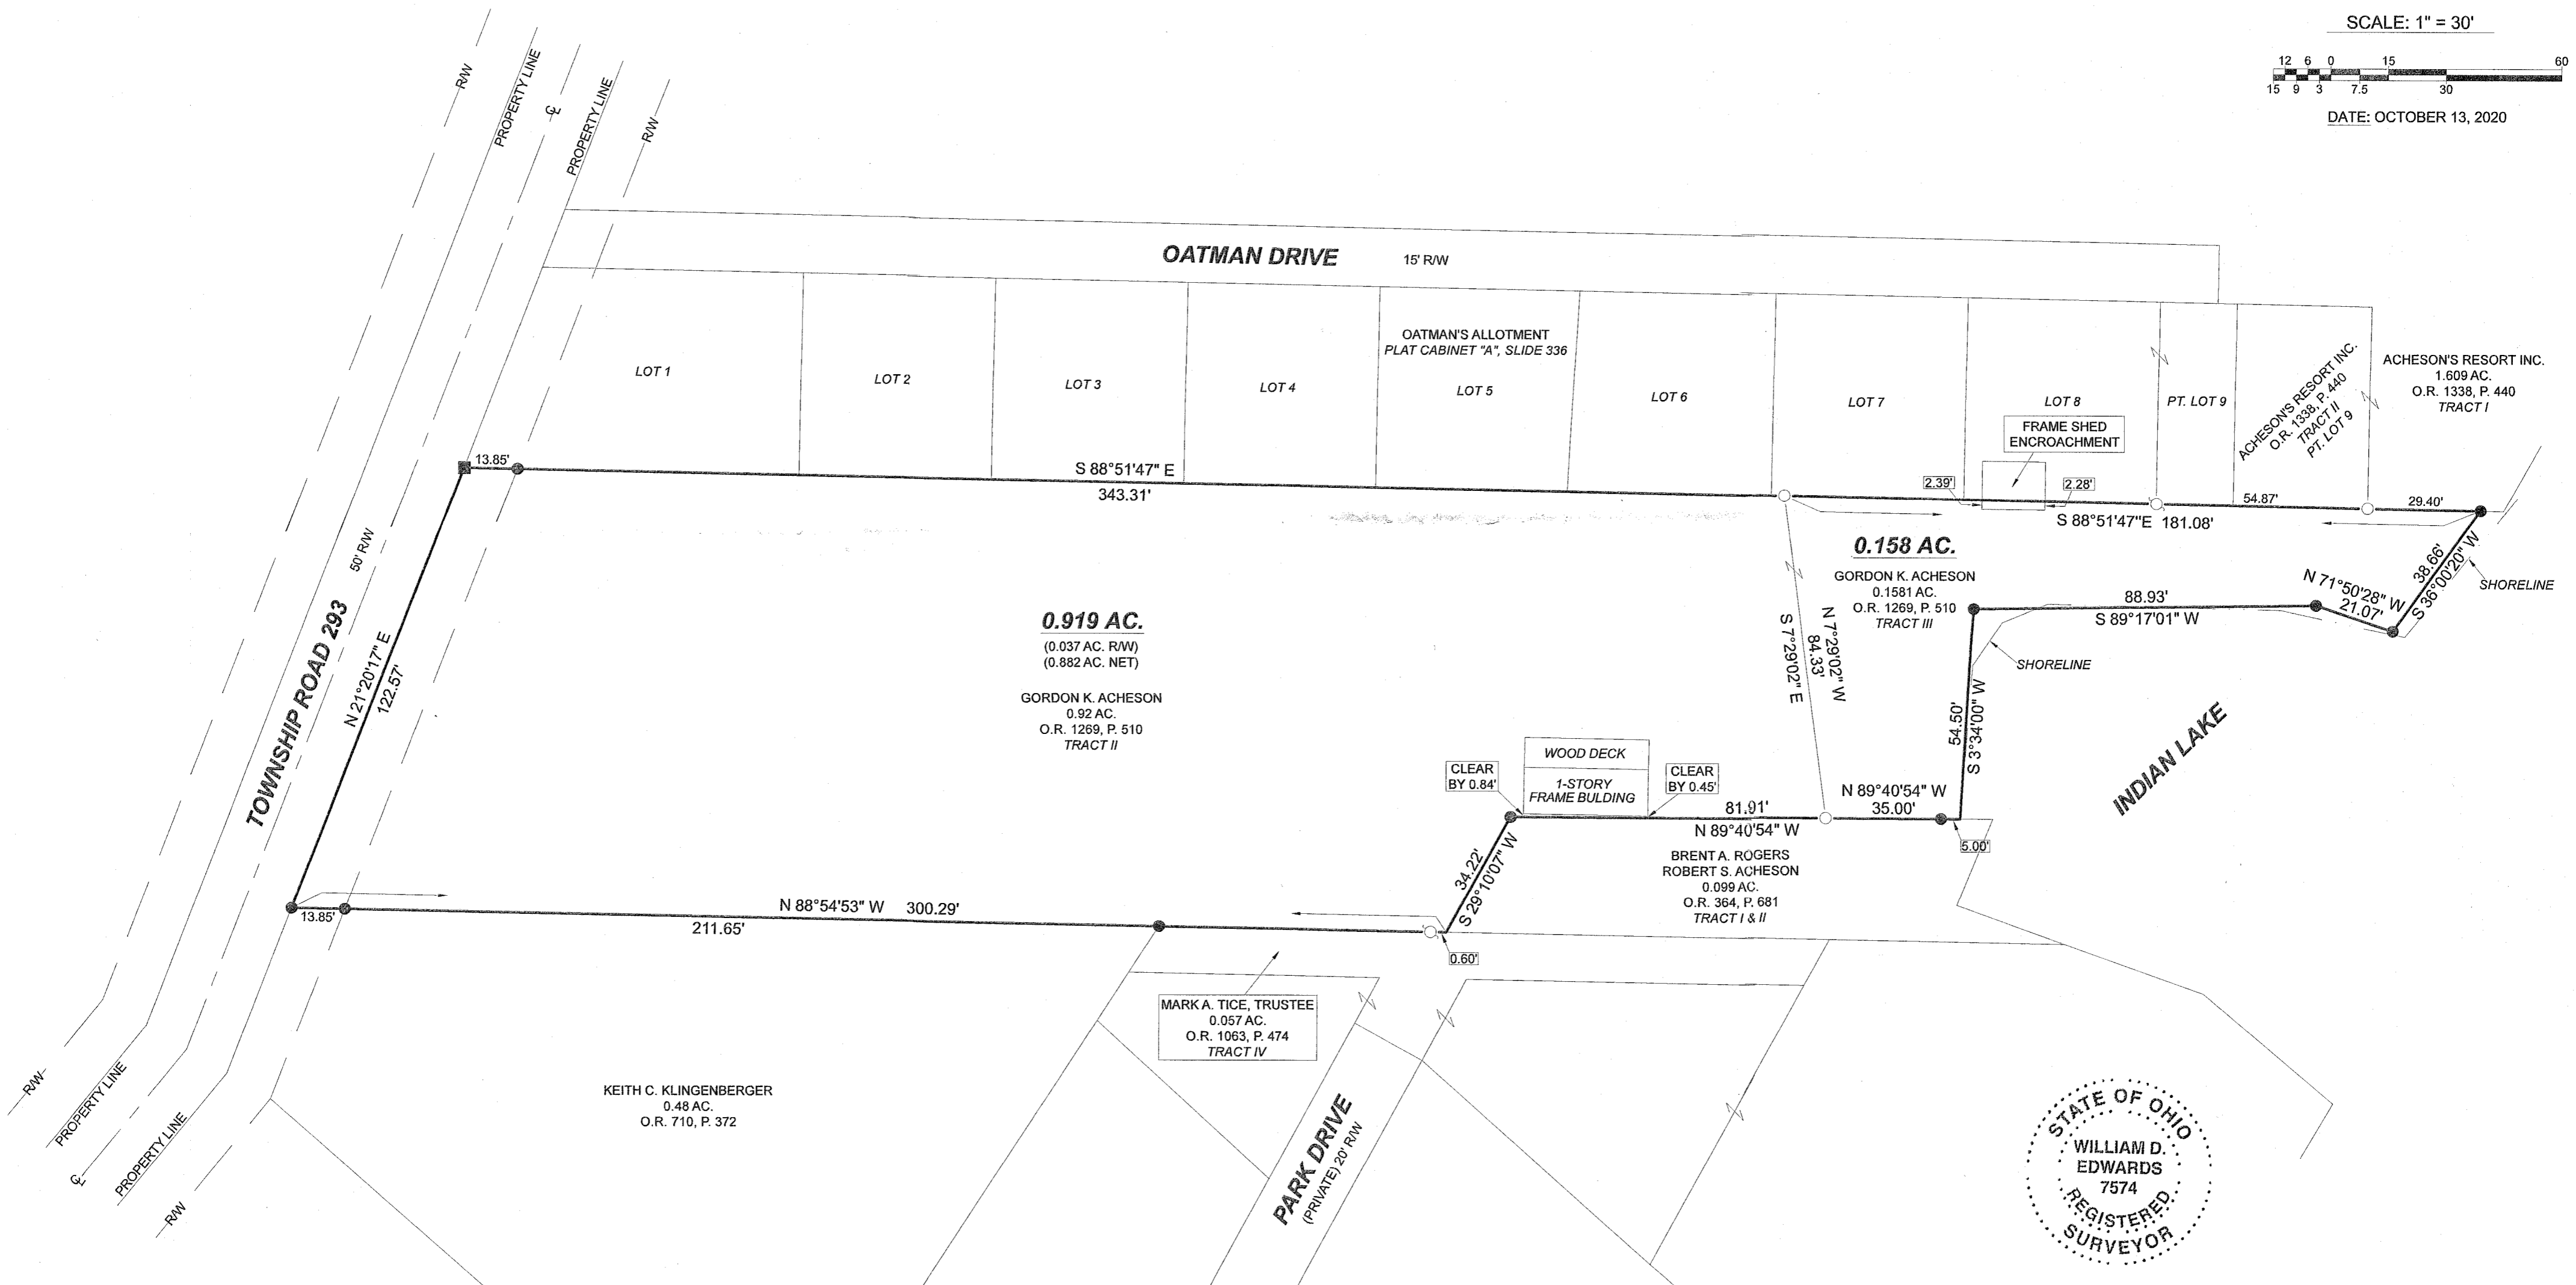 SCALE: 1" = 30'
12 6 0 15 60
15 9 3 7.5 30
DATE: OCTOBER 13, 2020
R/W
PROPERTY LINE
℄
PROPERTY LINE
R/W
OATMAN DRIVE 15' R/W
OATMAN'S ALLOTMENT
PLAT CABINET "A", SLIDE 336
LOT 1
LOT 2
LOT 3
LOT 4
LOT 5
LOT 6
LOT 7
LOT 8
PT. LOT 9
ACHESON'S RESORT INC.
O.R. 1338, P. 440
TRACT II
PT. LOT 9
ACHESON'S RESORT INC.
1.609 AC.
O.R. 1338, P. 440
TRACT I
FRAME SHED
ENCROACHMENT
13.85'
S 88°51'47" E
343.31'
2.39'
2.28'
54.87'
29.40'
S 88°51'47"E 181.08'
50' R/W
TOWNSHIP ROAD 293
N 21°20'17" E
122.57'
0.919 AC.
(0.037 AC. R/W)
(0.882 AC. NET)
GORDON K. ACHESON
0.92 AC.
O.R. 1269, P. 510
TRACT II
0.158 AC.
GORDON K. ACHESON
0.1581 AC.
O.R. 1269, P. 510
TRACT III
N 7°29'02" W
84.33'
S 7°29'02" E
38.66'
S 36°00'20" W
SHORELINE
N 71°50'28" W
21.07'
88.93'
S 89°17'01" W
SHORELINE
54.50'
S 3°34'00" W
INDIAN LAKE
WOOD DECK
1-STORY
FRAME BULDING
CLEAR
BY 0.84'
CLEAR
BY 0.45'
81.91'
N 89°40'54" W
N 89°40'54" W
35.00'
5.00'
34.22'
S 29°10'07" W
BRENT A. ROGERS
ROBERT S. ACHESON
0.099 AC.
O.R. 364, P. 681
TRACT I & II
13.85'
N 88°54'53" W 300.29'
211.65'
0.60'
MARK A. TICE, TRUSTEE
0.057 AC.
O.R. 1063, P. 474
TRACT IV
KEITH C. KLINGENBERGER
0.48 AC.
O.R. 710, P. 372
PARK DRIVE
(PRIVATE) 20' R/W
R/W
PROPERTY LINE
℄
PROPERTY LINE
R/W
STATE OF OHIO
WILLIAM D.
EDWARDS
7574
REGISTERED
SURVEYOR